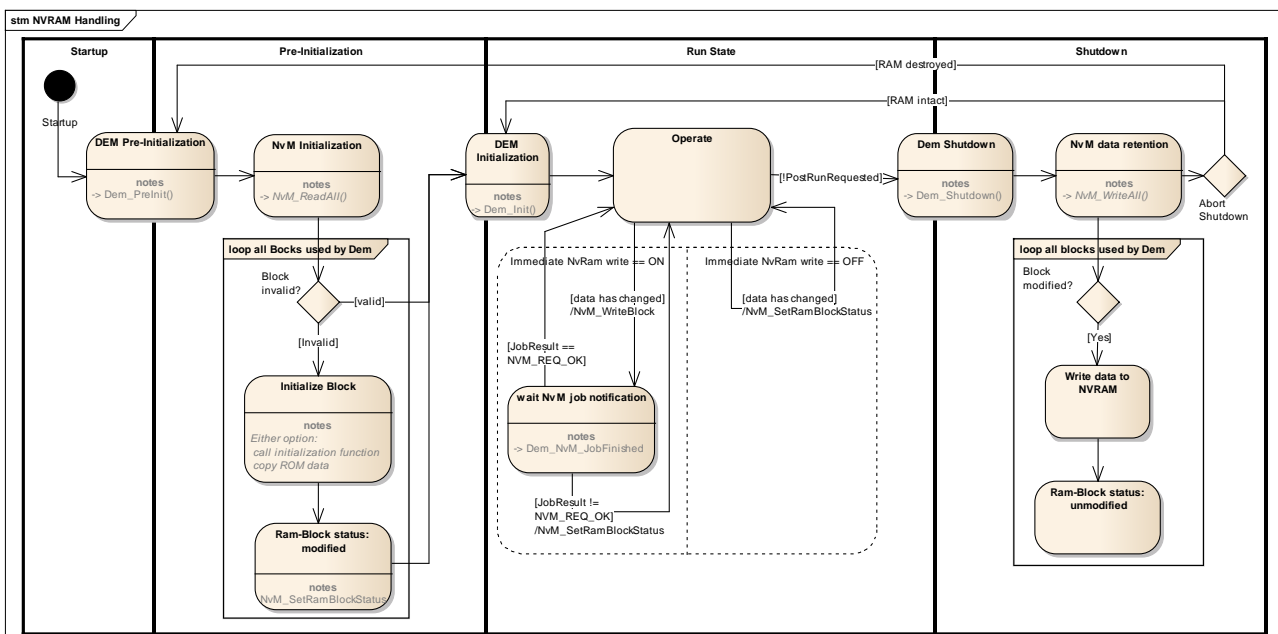 stm NVRAM Handling
Startup
Pre-Initialization
Run State
Shutdown
[RAM destroyed]
[RAM intact]
Startup
DEM Pre-Initialization
notes
-> Dem_PreInit()
NvM Initialization
notes
-> NvM_ReadAll()
DEM
Initialization
notes
-> Dem_Init()
Operate
[!PostRunRequested]
Dem Shutdown
notes
-> Dem_Shutdown()
NvM data retention
notes
-> NvM_WriteAll()
Abort
Shutdown
loop all Bocks used by Dem
Block
invalid?
[valid]
[Invalid]
Initialize Block
notes
Either option:
call initialization function
copy ROM data
Ram-Block status:
modified
notes
NvM_SetRamBlockStatus
Immediate NvRam write == ON
Immediate NvRam write == OFF
[data has changed]
/NvM_WriteBlock
[data has changed]
/NvM_SetRamBlockStatus
[JobResult ==
NVM_REQ_OK]
wait NvM job notification
notes
-> Dem_NvM_JobFinished
[JobResult !=
NVM_REQ_OK]
/NvM_SetRamBlockStatus
loop all blocks used by Dem
Block
modified?
[Yes]
Write data to
NVRAM
Ram-Block status:
unmodified